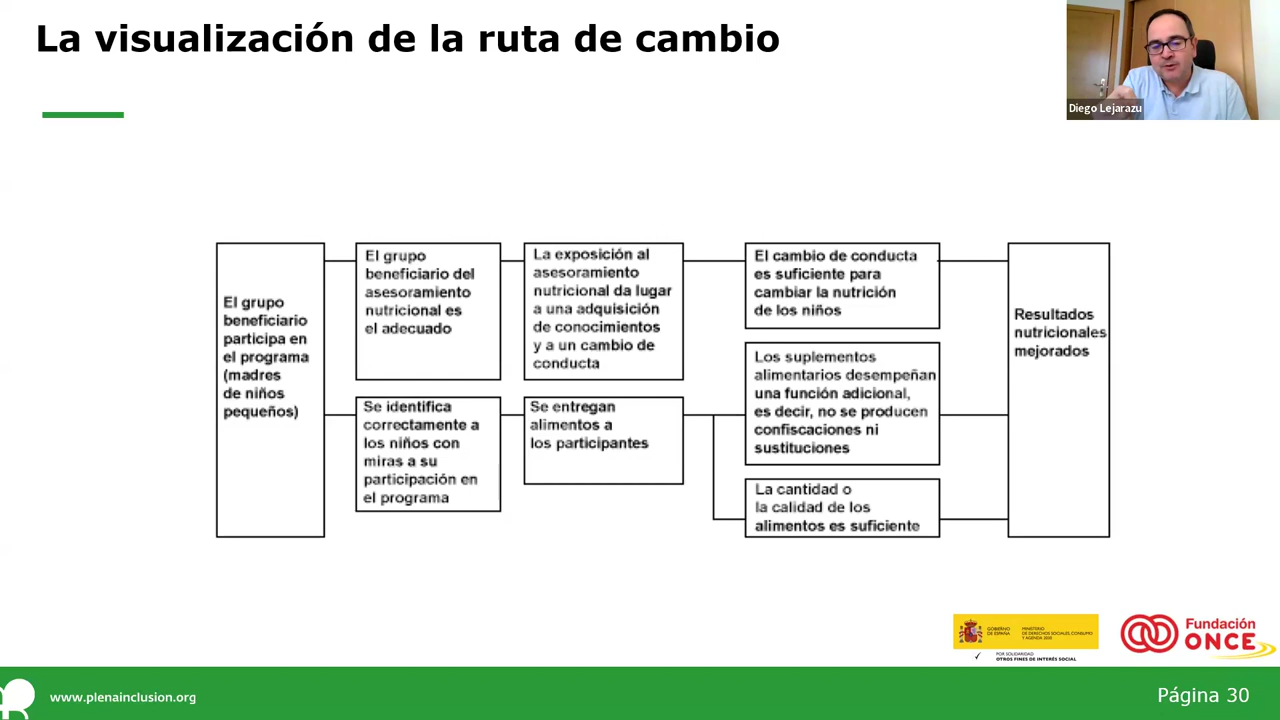 La visualización de la ruta de cambio
Diego Lejarazu
El grupo
beneficiario
participa en
el programa
(madres
de niños
pequeños)
El grupo
beneficiario del
asesoramiento
nutricional es
el adecuado
La exposición al
asesoramiento
nutricional da lugar
a una adquisición
de conocimientos
y a un cambio de
conducta
El cambio de conducta
es suficiente para
cambiar la nutrición
de los niños
Se identifica
correctamente a
los niños con
miras a su
participación en
el programa
Se entregan
alimentos a
los participantes
Los suplementos
alimentarios desempeñan
una función adicional,
es decir, no se producen
confiscaciones ni
sustituciones
La cantidad o
la calidad de los
alimentos es suficiente
Resultados
nutricionales
mejorados
GOBIERNO
DE ESPAÑA
MINISTERIO
DE DERECHOS SOCIALES, CONSUMO
Y AGENDA 2030
POR SOLIDARIDAD
OTROS FINES DE INTERÉS SOCIAL
Fundación
ONCE
www.plenainclusion.org
Página 30